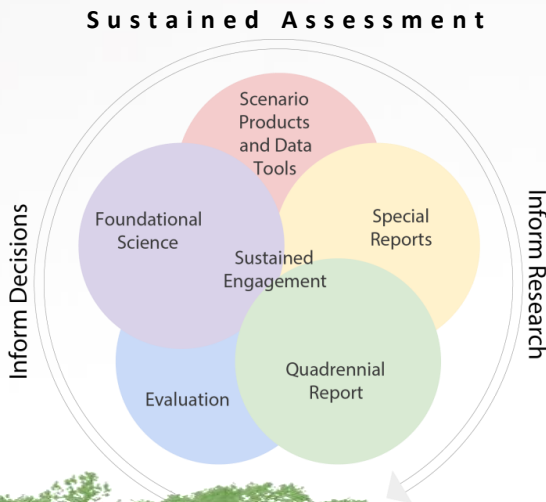 Sustained Assessment
Scenario
Products
and Data
Tools
Foundational
Science
Special
Reports
Sustained
Engagement
Inform Decisions
Inform Research
Quadrennial
Report
Evaluation